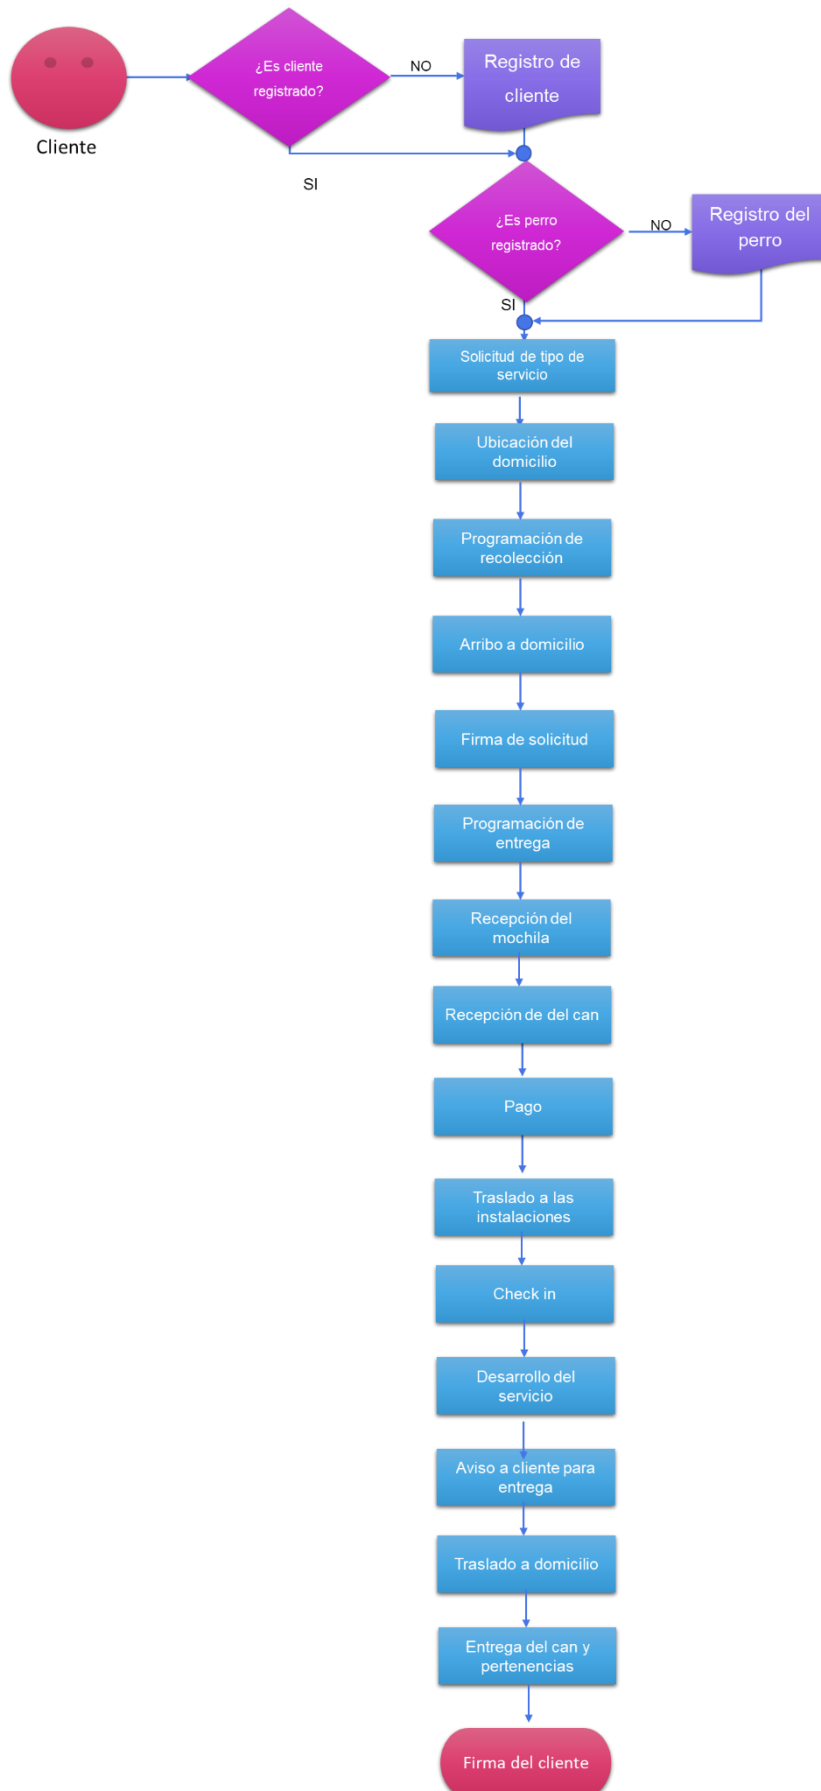 ¿Es cliente
registrado?
NO
Registro de
cliente
Cliente
SI
¿Es perro
registrado?
NO
Registro del
perro
SI
Solicitud de tipo de
servicio
Ubicación del
domicilio
Programación de
recolección
Arribo a domicilio
Firma de solicitud
Programación de
entrega
Recepción del
mochila
Recepción de del can
Pago
Traslado a las
instalaciones
Check in
Desarrollo del
servicio
Aviso a cliente para
entrega
Traslado a domicilio
Entrega del can y
pertenencias
Firma del cliente